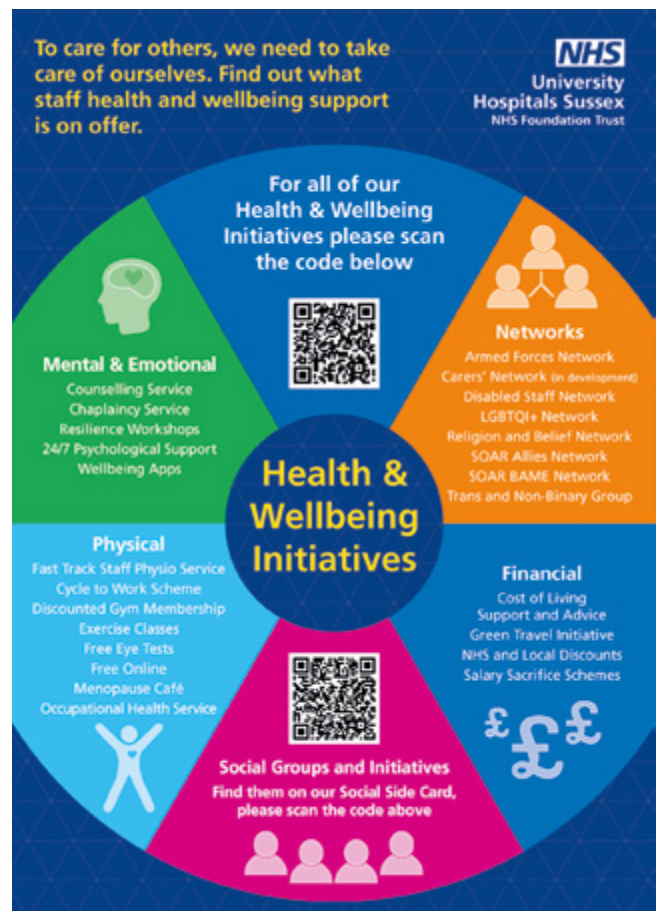 To care for others, we need to take
care of ourselves. Find out what
staff health and wellbeing support
is on offer.
NHS
University
Hospitals Sussex
NHS Foundation Trust
For all of our
Health & Wellbeing
Initiatives please scan
the code below
Mental & Emotional
Counselling Service
Chaplaincy Service
Resilience Workshops
24/7 Psychological Support
Wellbeing Apps
Networks
Armed Forces Network
Carers' Network (in development)
Disabled Staff Network
LGBTQI+ Network
Religion and Belief Network
SOAR Allies Network
SOAR BAME Network
Trans and Non-Binary Group
Health &
Wellbeing
Initiatives
Physical
Fast Track Staff Physio Service
Cycle to Work Scheme
Discounted Gym Membership
Exercise Classes
Free Eye Tests
Free Online
Menopause Café
Occupational Health Service
Financial
Cost of Living
Support and Advice
Green Travel Initiative
NHS and Local Discounts
Salary Sacrifice Schemes
£ £ £
Social Groups and Initiatives
Find them on our Social Side Card,
please scan the code above